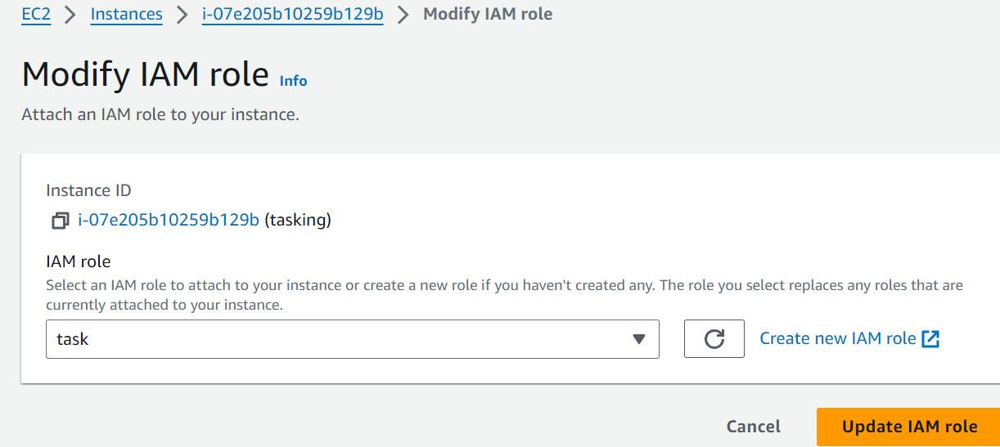 EC2 > Instances > i-07e205b10259b129b > Modify IAM role
Modify IAM role Info
Attach an IAM role to your instance.
Instance ID
i-07e205b10259b129b (tasking)
IAM role
Select an IAM role to attach to your instance or create a new role if you haven't created any. The role you select replaces any roles that are
currently attached to your instance.
task
Create new IAM role
Cancel Update IAM role